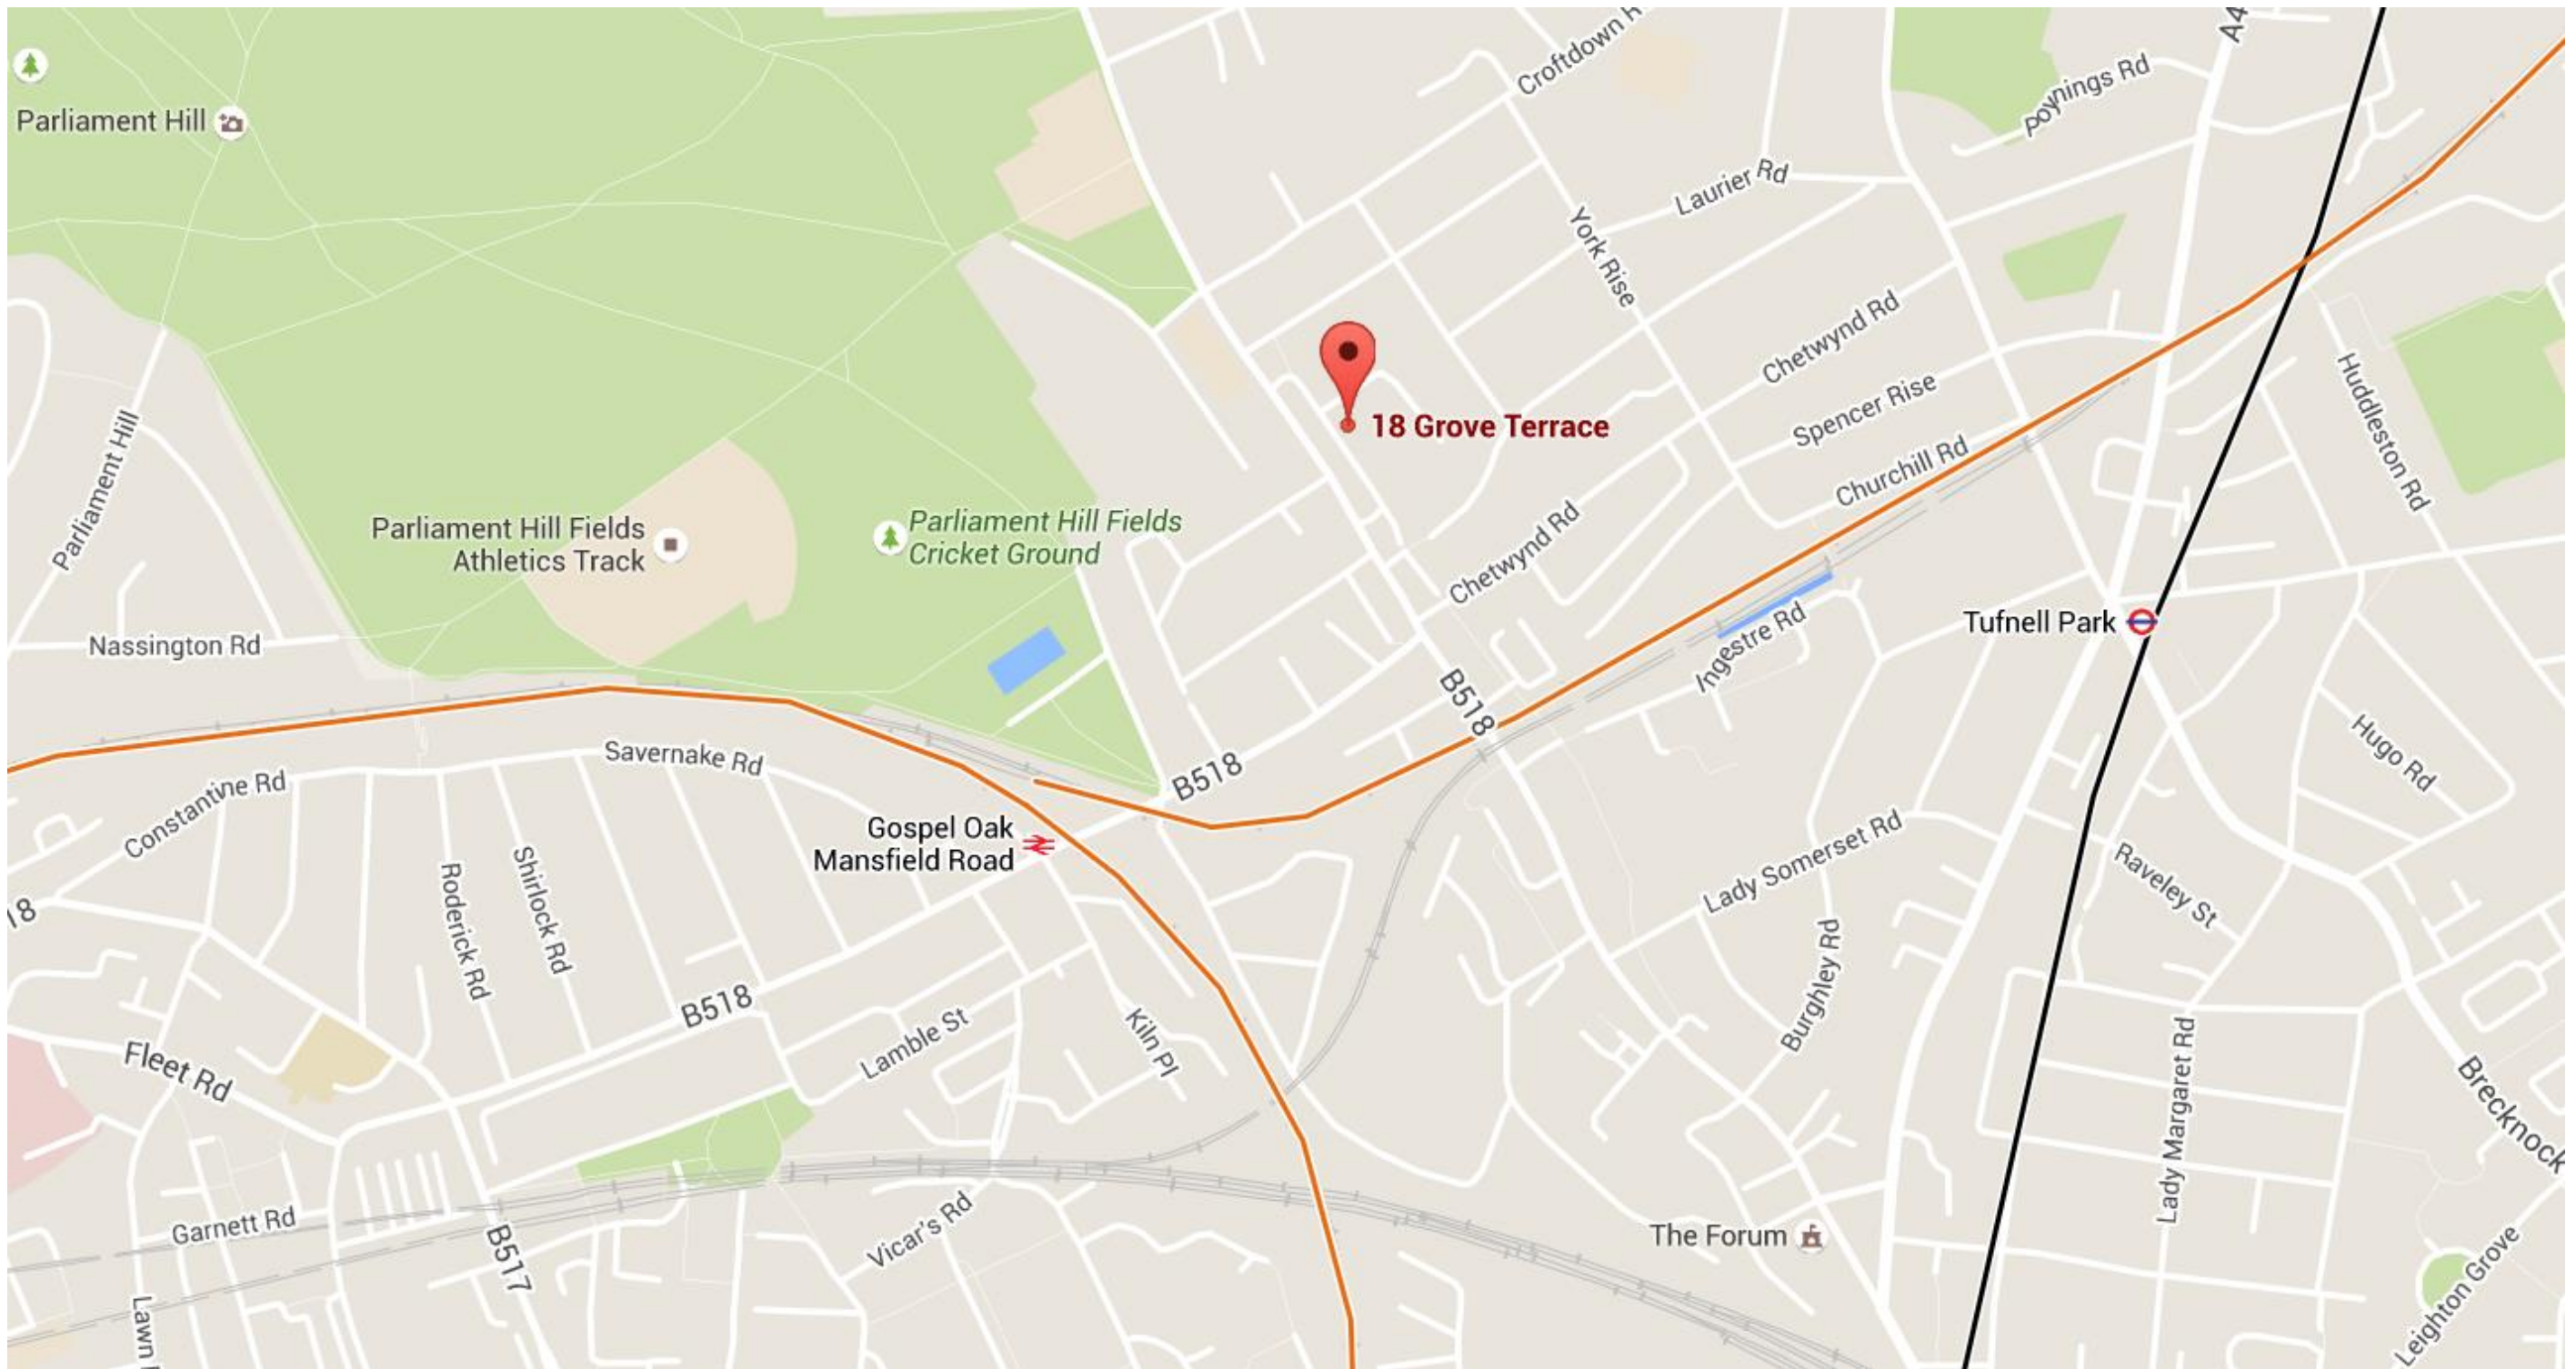 Croftdown R
A4
Poynings Rd
Parliament Hill
Laurier Rd
York Rise
Chetwynd Rd
Huddleston Rd
Spencer Rise
18 Grove Terrace
Churchill Rd
Parliament Hill
Parliament Hill Fields
Athletics Track
Parliament Hill Fields
Cricket Ground
Chetwynd Rd
Nassington Rd
Ingestre Rd
Tufnell Park
B518
Hugo Rd
Savernake Rd
B518
Constantine Rd
Gospel Oak
Mansfield Road
Lady Somerset Rd
Raveley St
18
Roderick Rd
Shirlock Rd
Burghley Rd
B518
Lamble St
Kiln Pl
Fleet Rd
Lady Margaret Rd
Brecknock
Garnett Rd
B517
Vicar's Rd
The Forum
Leighton Grove
Lawn